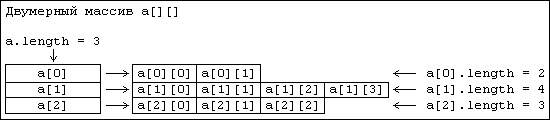 Двумерный массив a[][]
a.length = 3
a[0] a[0][0] a[0][1] a[0].length = 2
a[1] a[1][0] a[1][1] a[1][2] a[1][3] a[1].length = 4
a[2] a[2][0] a[2][1] a[2][2] a[2].length = 3